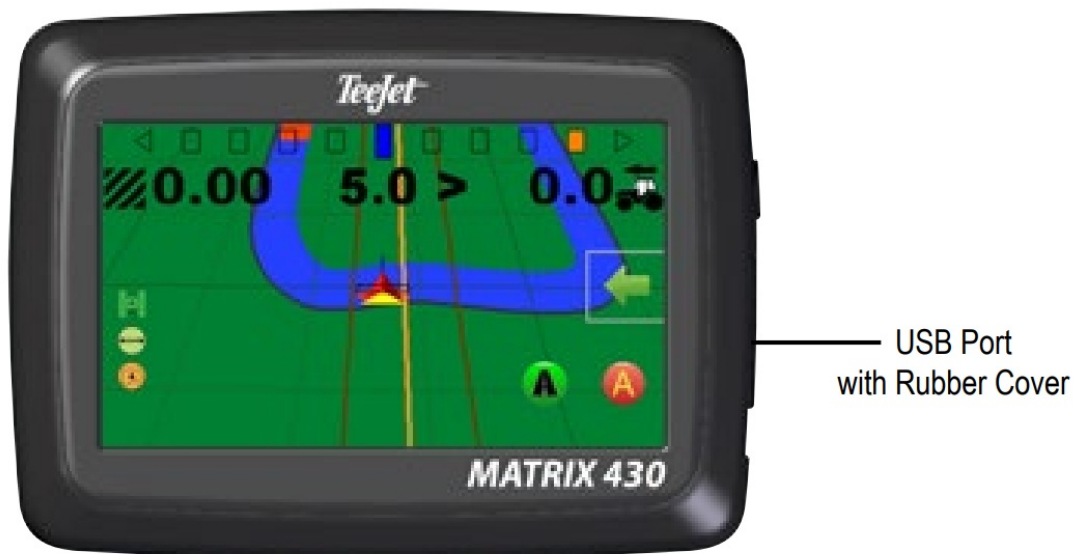 TeeJet
0.00 5.0 > 0.0
A A
MATRIX 430
USB Port
with Rubber Cover